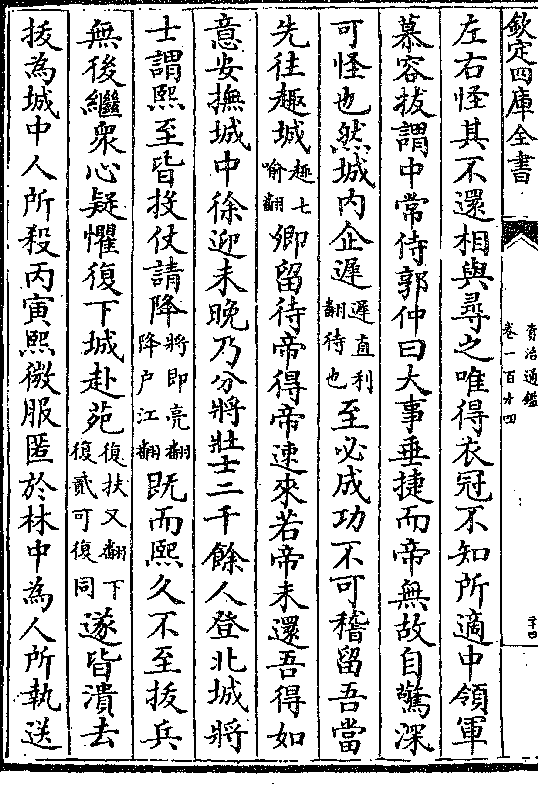 欽定四庫全書
資治通鑑
卷一百十四
左右怪其不還相與尋之唯得衣冠不知所適中領軍
慕容拔謂中常侍郭仲曰大事垂捷而帝無故自驚深
可怪也然城内企遲遲直利翻待也至必成功不可稽留吾當
先往趣城趣七喻翻卿留待帝得帝速來若帝未還吾得如
意安撫城中徐迎未晚乃分將壯士二千餘人登北城將
士謂熙至皆投仗請降將即亮翻降户江翻既而熙久不至拔兵
無後繼衆心疑懼復下城赴苑復扶又翻下復貳可復同遂皆潰去
拔為城中人所殺丙寅熙微服匿於林中為人所執送